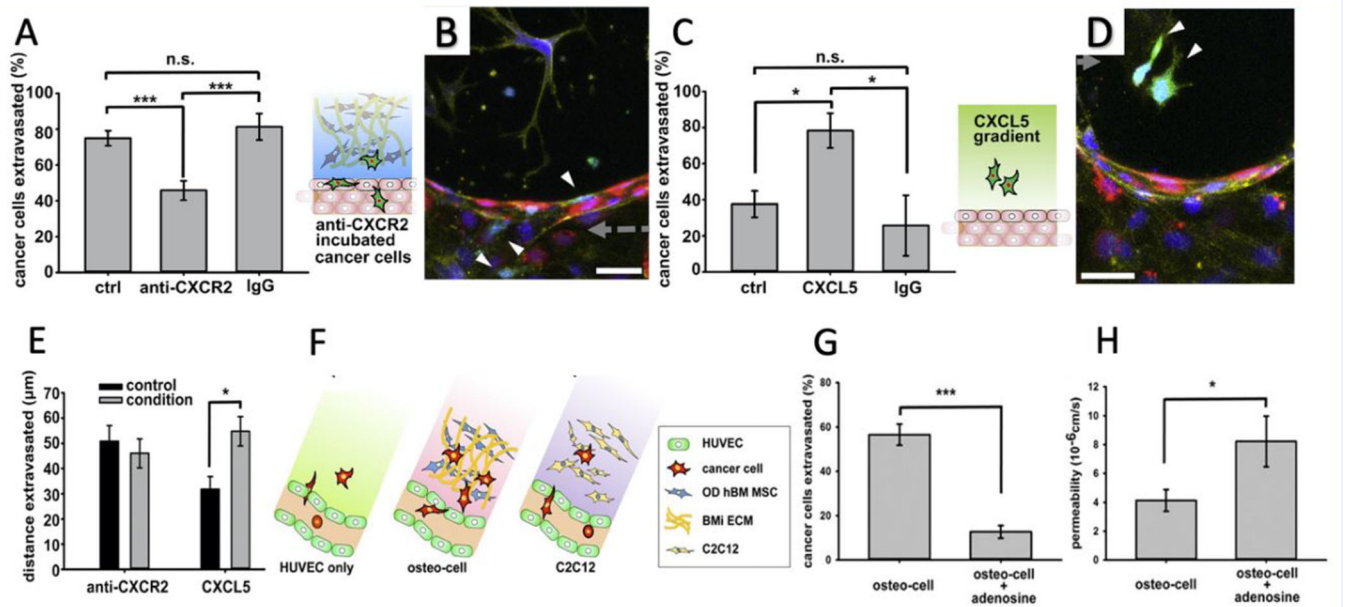 A
n.s.
***
***
cancer cells extravasated (%)
100
80
60
40
20
0
ctrl
anti-CXCR2
IgG
anti-CXCR2
incubated
cancer cells
B
C
n.s.
*
*
cancer cells extravasated (%)
100
80
60
40
20
0
ctrl
CXCL5
IgG
CXCL5
gradient
D
E
control
condition
*
distance extravasated (µm)
70
60
50
40
30
20
10
0
anti-CXCR2
CXCL5
F
HUVEC only
osteo-cell
C2C12
HUVEC
cancer cell
OD hBM MSC
BMi ECM
C2C12
G
***
cancer cells extravasated (%)
80
60
40
20
0
osteo-cell
osteo-cell
+
adenosine
H
*
permeability (10⁻⁶cm/s)
12
10
8
6
4
2
0
osteo-cell
osteo-cell
+
adenosine